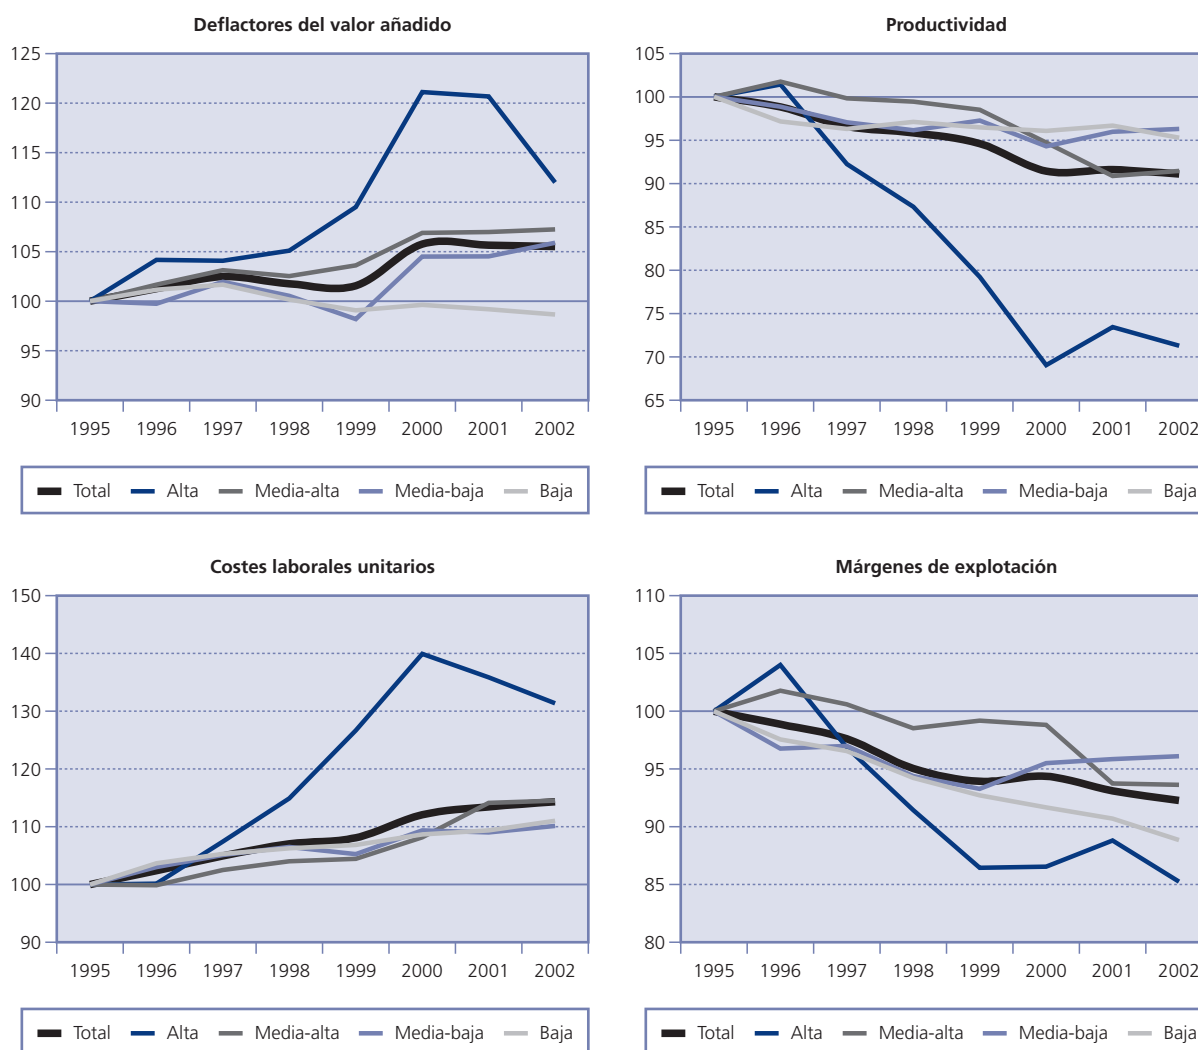 Deflactores del valor añadido
125
120
115
110
105
100
95
90
1995 1996 1997 1998 1999 2000 2001 2002
Total Alta Media-alta Media-baja Baja
Productividad
105
100
95
90
85
80
75
70
65
1995 1996 1997 1998 1999 2000 2001 2002
Total Alta Media-alta Media-baja Baja
Costes laborales unitarios
150
140
130
120
110
100
90
1995 1996 1997 1998 1999 2000 2001 2002
Total Alta Media-alta Media-baja Baja
Márgenes de explotación
110
105
100
95
90
85
80
1995 1996 1997 1998 1999 2000 2001 2002
Total Alta Media-alta Media-baja Baja